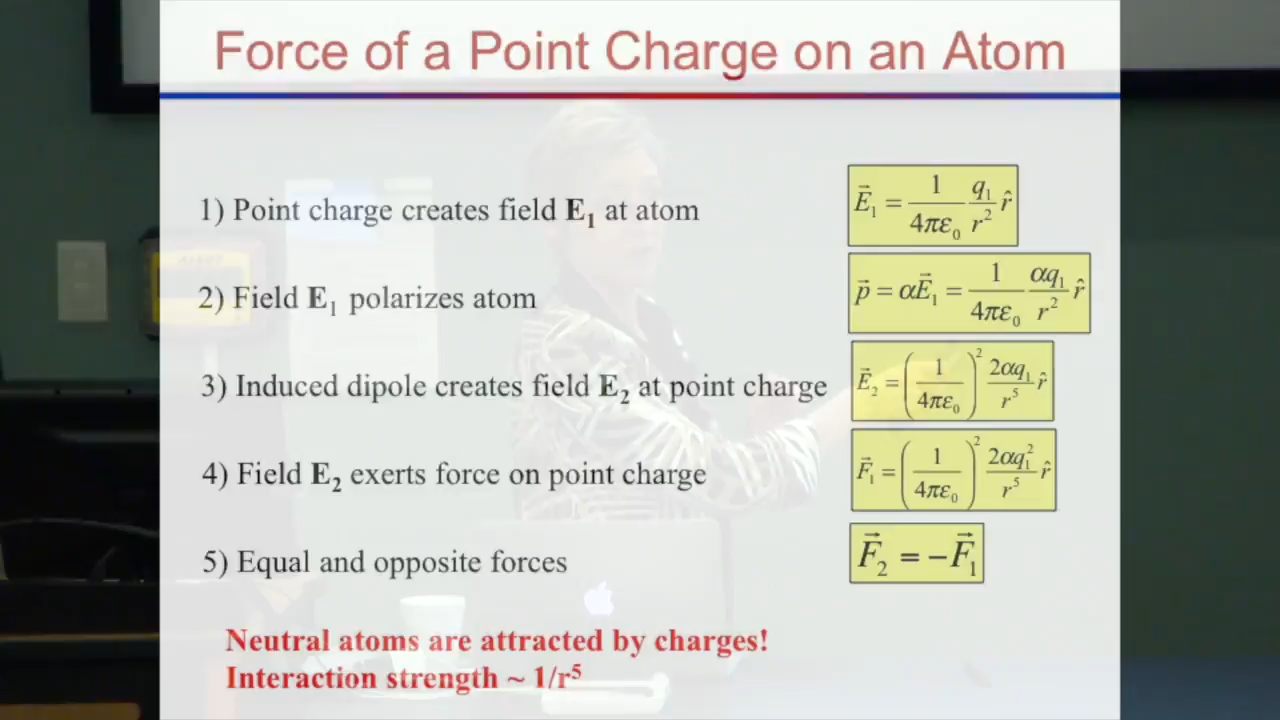 Force of a Point Charge on an Atom
1) Point charge creates field E₁ at atom
E⃗₁ = 1/(4πε₀) q₁/r² r̂
2) Field E₁ polarizes atom
p⃗ = αE⃗₁ = 1/(4πε₀) αq₁/r² r̂
3) Induced dipole creates field E₂ at point charge
E⃗₂ = (1/(4πε₀))² 2αq₁/r⁵ r̂
4) Field E₂ exerts force on point charge
F⃗₁ = (1/(4πε₀))² 2αq₁²/r⁵ r̂
5) Equal and opposite forces
F⃗₂ = −F⃗₁
Neutral atoms are attracted by charges!
Interaction strength ~ 1/r⁵